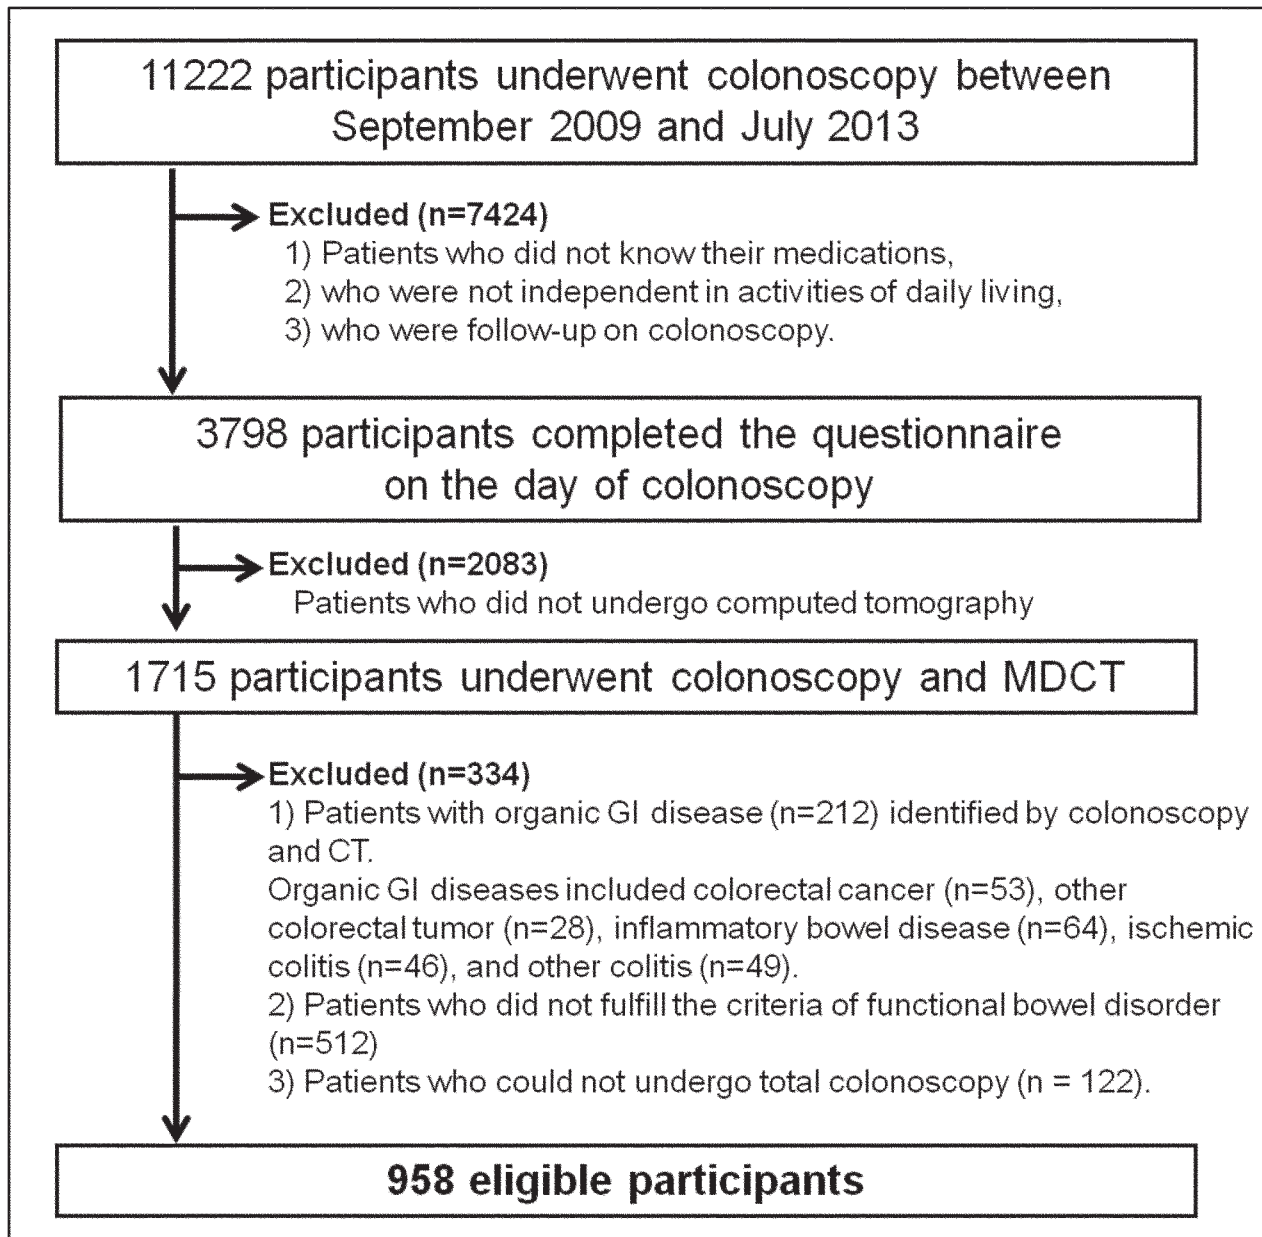 11222 participants underwent colonoscopy between
September 2009 and July 2013
Excluded (n=7424)
1) Patients who did not know their medications,
2) who were not independent in activities of daily living,
3) who were follow-up on colonoscopy.
3798 participants completed the questionnaire
on the day of colonoscopy
Excluded (n=2083)
Patients who did not undergo computed tomography
1715 participants underwent colonoscopy and MDCT
Excluded (n=334)
1) Patients with organic GI disease (n=212) identified by colonoscopy
and CT.
Organic GI diseases included colorectal cancer (n=53), other
colorectal tumor (n=28), inflammatory bowel disease (n=64), ischemic
colitis (n=46), and other colitis (n=49).
2) Patients who did not fulfill the criteria of functional bowel disorder
(n=512)
3) Patients who could not undergo total colonoscopy (n = 122).
958 eligible participants